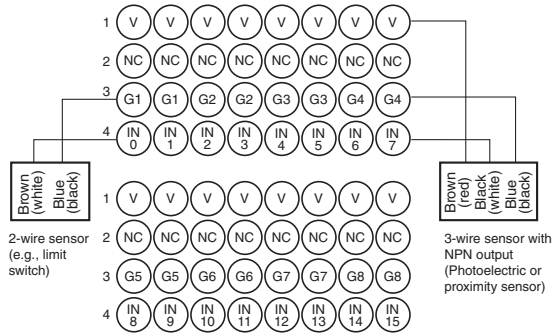 1 V V V V V V V V
2 NC NC NC NC NC NC NC NC
3 G1 G1 G2 G2 G3 G3 G4 G4
4 IN 0 IN 1 IN 2 IN 3 IN 4 IN 5 IN 6 IN 7
Brown (white)
Blue (black)
2-wire sensor
(e.g., limit
switch)
Brown (red)
Black (white)
Blue (black)
3-wire sensor with
NPN output
(Photoelectric or
proximity sensor)
1 V V V V V V V V
2 NC NC NC NC NC NC NC NC
3 G5 G5 G6 G6 G7 G7 G8 G8
4 IN 8 IN 9 IN 10 IN 11 IN 12 IN 13 IN 14 IN 15